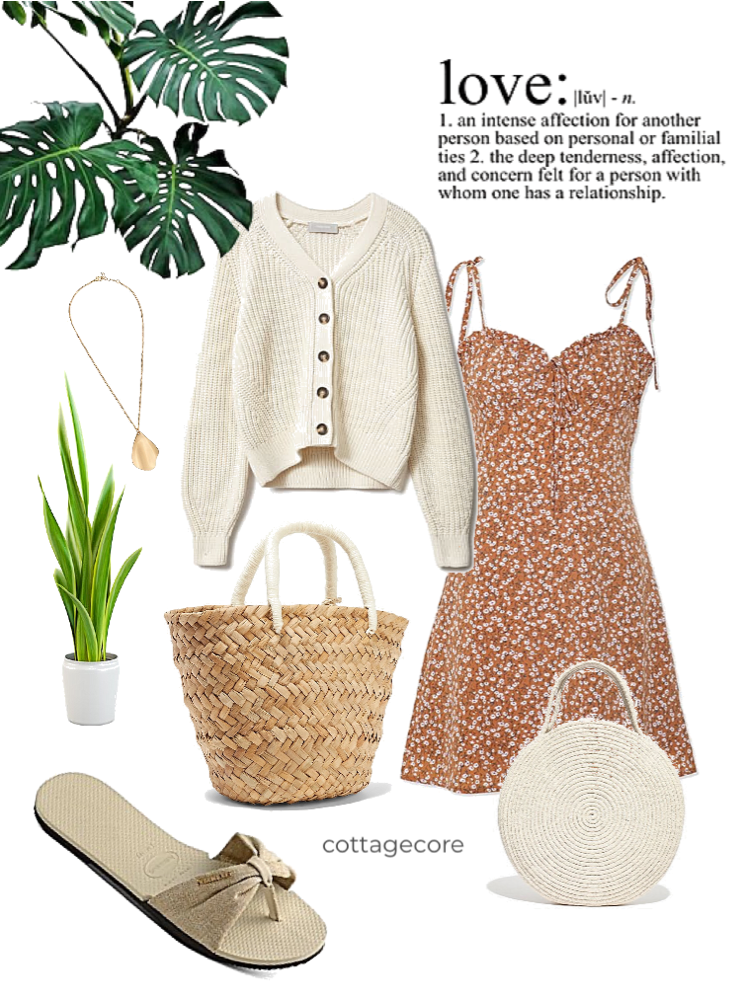 love: |lŭv| - n.
1. an intense affection for another
person based on personal or familial
ties 2. the deep tenderness, affection,
and concern felt for a person with
whom one has a relationship.
cottagecore